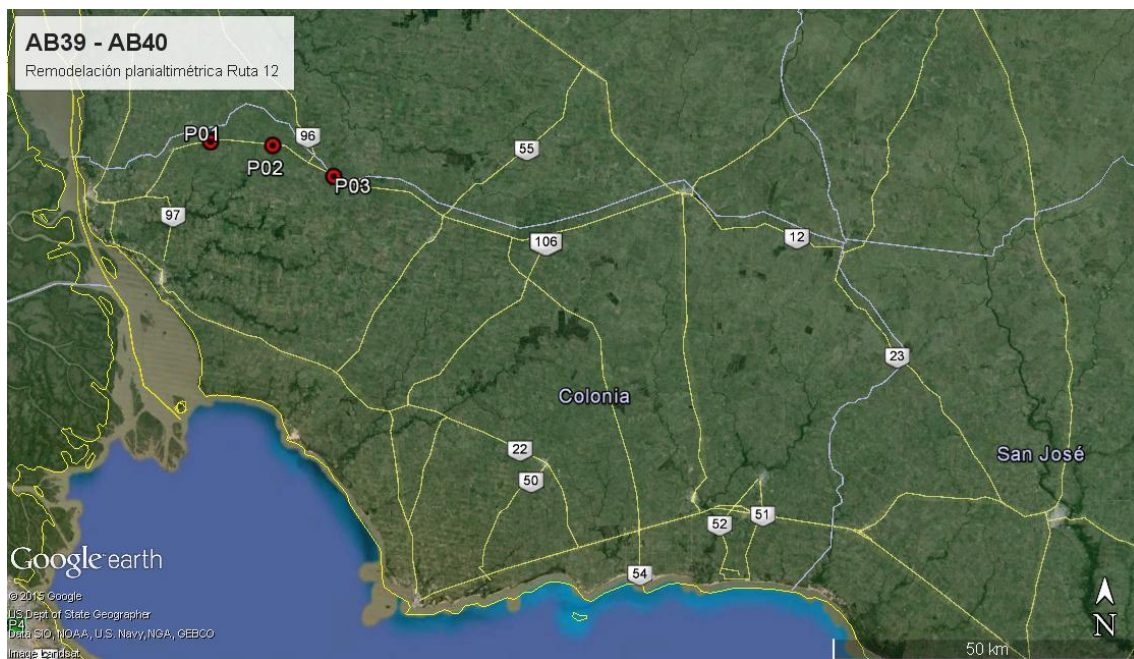 AB39 - AB40
Remodelación planialtimétrica Ruta 12
P01
96
P02
P03
55
97
106
12
23
Colonia
22
50
San José
52
51
54
Google earth
© 2015 Google
US Dept of State Geographer
Data SIO, NOAA, U.S. Navy, NGA, GEBCO
P4
Image Landsat
N
50 km